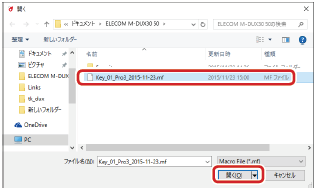 開く
« ドキュメント › ELECOM M-DUX30 50 ›
ELECOM M-DUX30 50の検索
整理 ▾ 新しいフォルダー
名前 更新日時 種類
ドキュメント
ピクチャ
ELECOM M-DUX
Links
tk_dux
新しいフォルダー
OneDrive
PC
Key_01_Pro3_2015-11-23.mf 2015/11/23 15:00 MF ファイル
ファイル名(N): Key_01_Pro3_2015-11-23.mf Macro File (*.mf)
開く(O) キャンセル